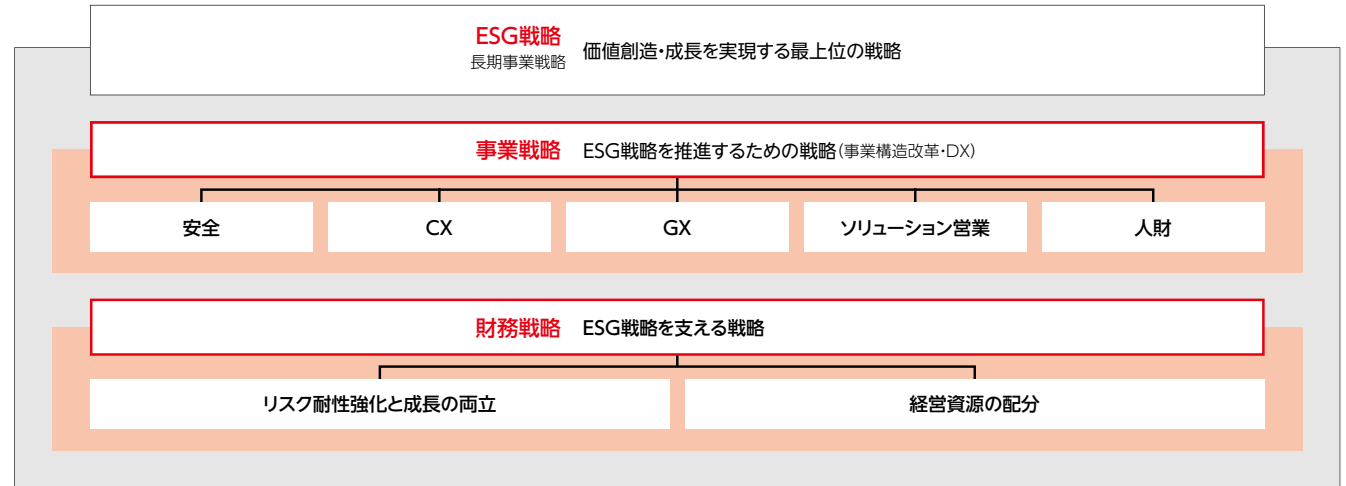 ESG戦略
長期事業戦略
価値創造・成長を実現する最上位の戦略
事業戦略 ESG戦略を推進するための戦略(事業構造改革・DX)
安全 CX GX ソリューション営業 人財
財務戦略 ESG戦略を支える戦略
リスク耐性強化と成長の両立 経営資源の配分